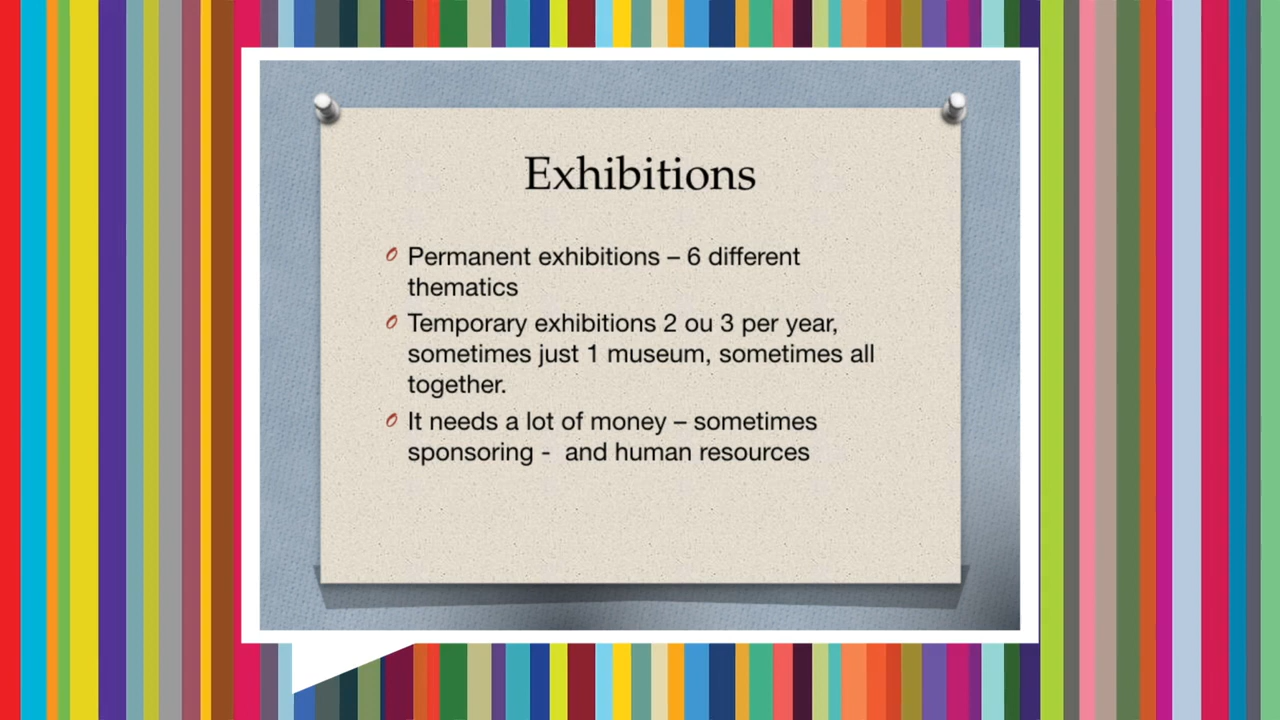 Exhibitions
Permanent exhibitions – 6 different
thematics
Temporary exhibitions 2 ou 3 per year,
sometimes just 1 museum, sometimes all
together.
It needs a lot of money – sometimes
sponsoring -  and human resources